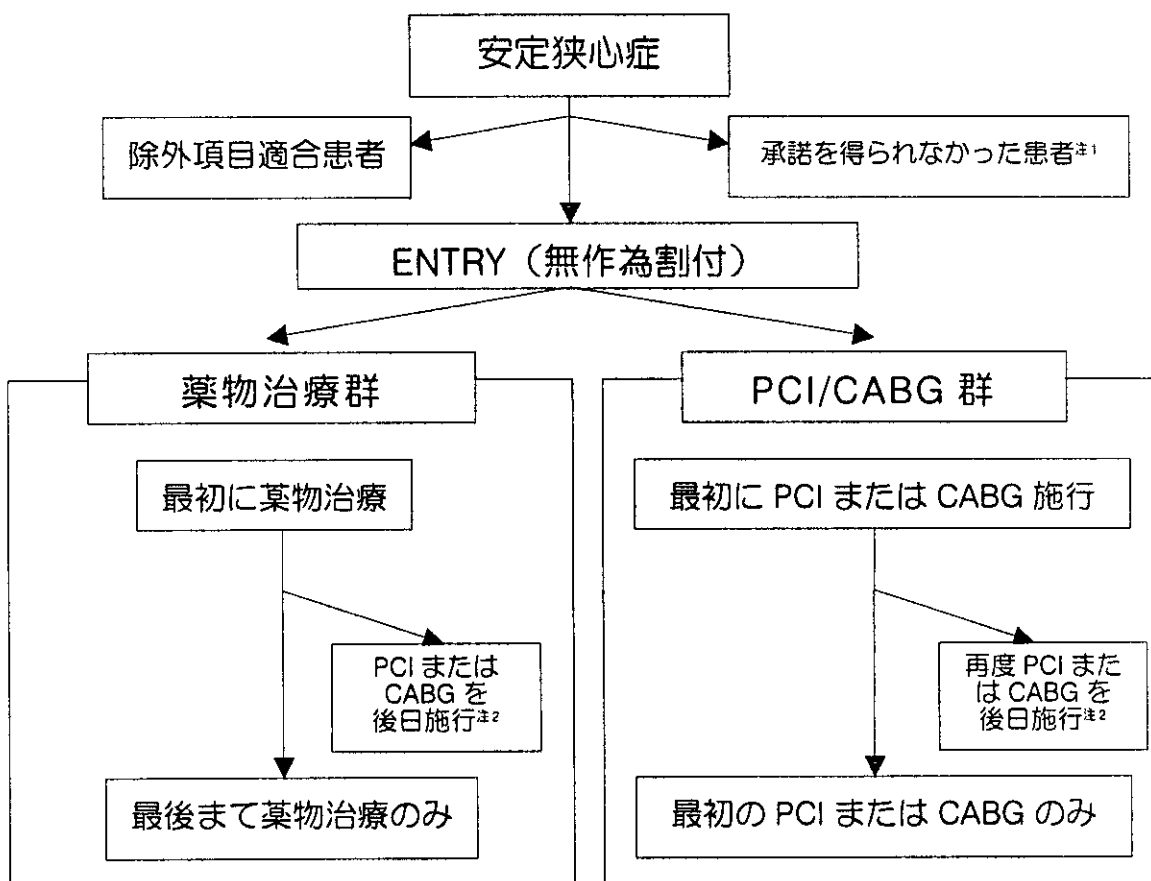 安定狭心症
除外項目適合患者
承諾を得られなかった患者注1
ENTRY（無作為割付）
薬物治療群
PCI/CABG 群
最初に薬物治療
最初に PCI または CABG 施行
PCI または
CABG を
後日施行注2
再度 PCI また
は CABG を
後日施行注2
最後まて薬物治療のみ
最初の PCI または CABG のみ